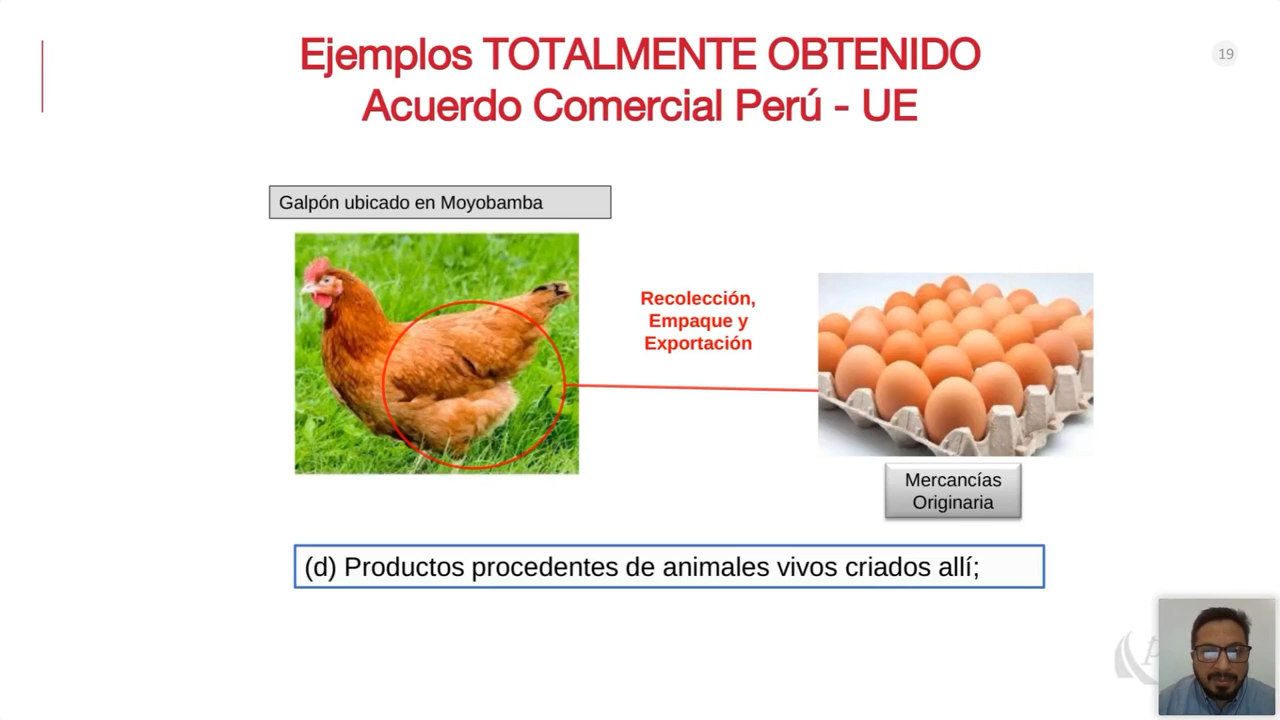 Ejemplos TOTALMENTE OBTENIDO
Acuerdo Comercial Perú - UE
19
Galpón ubicado en Moyobamba
Recolección,
Empaque y
Exportación
Mercancías
Originaria
(d) Productos procedentes de animales vivos criados allí;